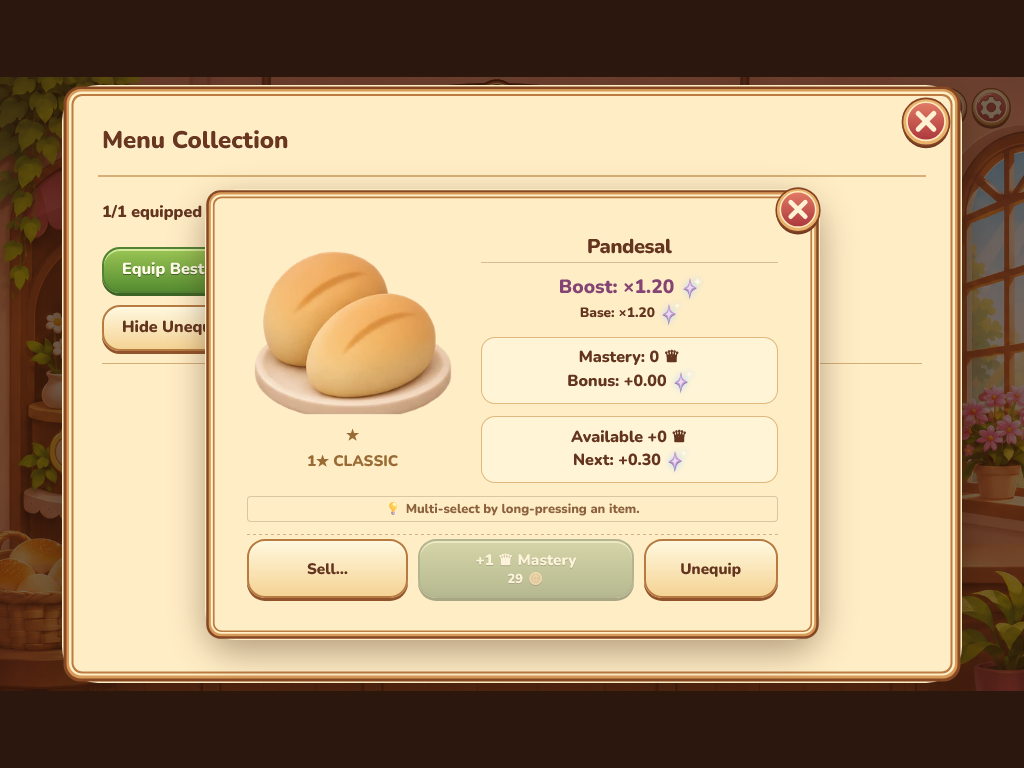 Menu Collection
1/1 equipped
Equip Best
Hide
Pandesal
Boost: ×1.20
Base: ×1.20
Mastery: 0 ♛
Bonus: +0.00
Available +0 ♛
Next: +0.30
★
1★ CLASSIC
💡 Multi-select by long-pressing an item.
Sell...
+1 ♛ Mastery
29
Unequip